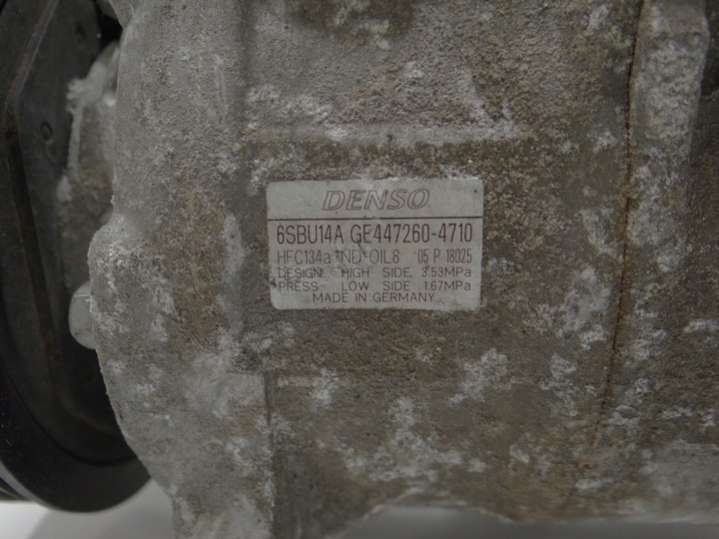 DENSO
6SBU14A GE447260-4710
HFC134a ND-OIL8 05 P 18025
DESIGN HIGH SIDE 3.53MPa
PRESS. LOW SIDE 1.67MPa
MADE IN GERMANY